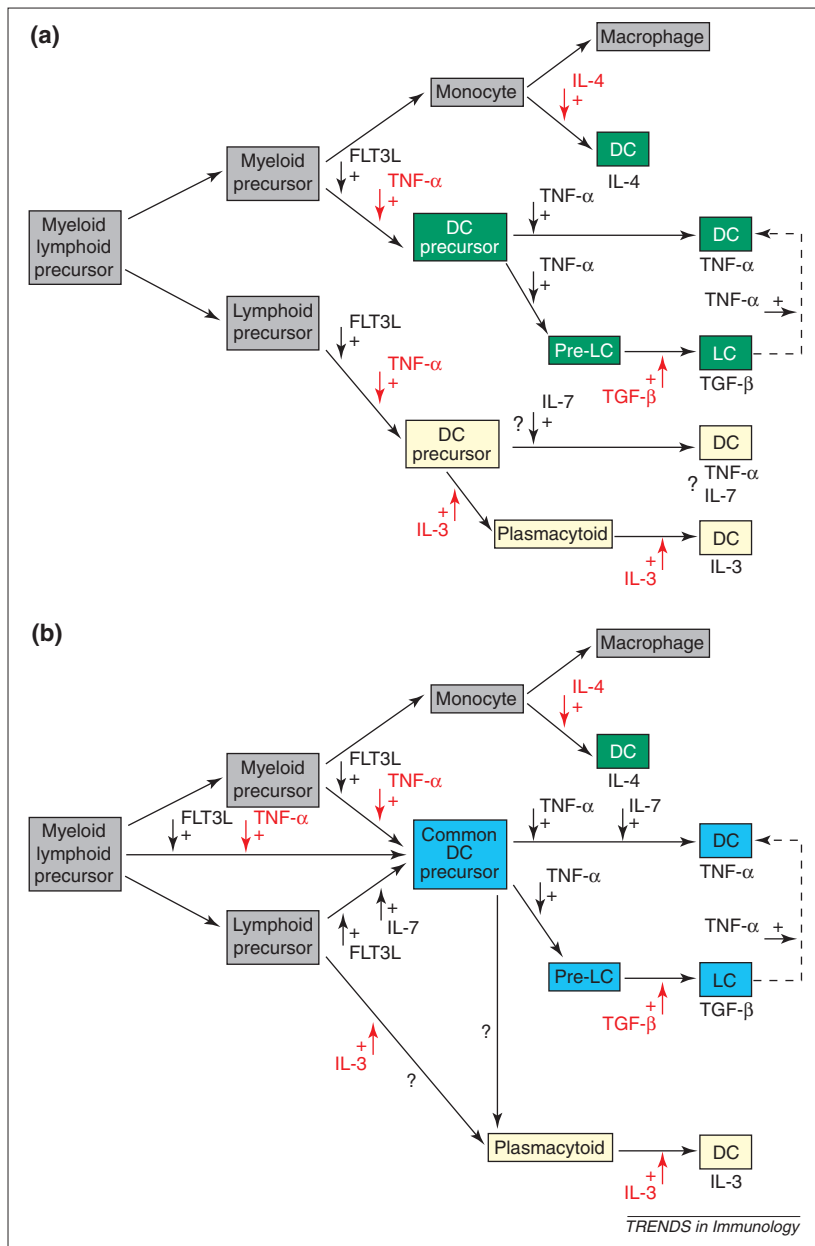 (a)
Macrophage
Monocyte
IL-4
+
DC
IL-4
Myeloid
precursor
FLT3L
+
TNF-α
+
Myeloid
lymphoid
precursor
DC
precursor
TNF-α
+
DC
TNF-α
TNF-α
+
TNF-α
+
Pre-LC
+
TGF-β
LC
TGF-β
Lymphoid
precursor
FLT3L
+
TNF-α
+
DC
precursor
?
IL-7
+
DC
? TNF-α
IL-7
+
IL-3
Plasmacytoid
+
IL-3
DC
IL-3
(b)
Macrophage
Monocyte
IL-4
+
DC
IL-4
Myeloid
precursor
FLT3L
+
TNF-α
+
Myeloid
lymphoid
precursor
FLT3L
+
TNF-α
+
Common
DC
precursor
TNF-α
+
IL-7
+
DC
TNF-α
TNF-α
+
TNF-α
+
Lymphoid
precursor
+
FLT3L
+
IL-7
Pre-LC
+
TGF-β
LC
TGF-β
+
IL-3
?
?
Plasmacytoid
+
IL-3
DC
IL-3
TRENDS in Immunology